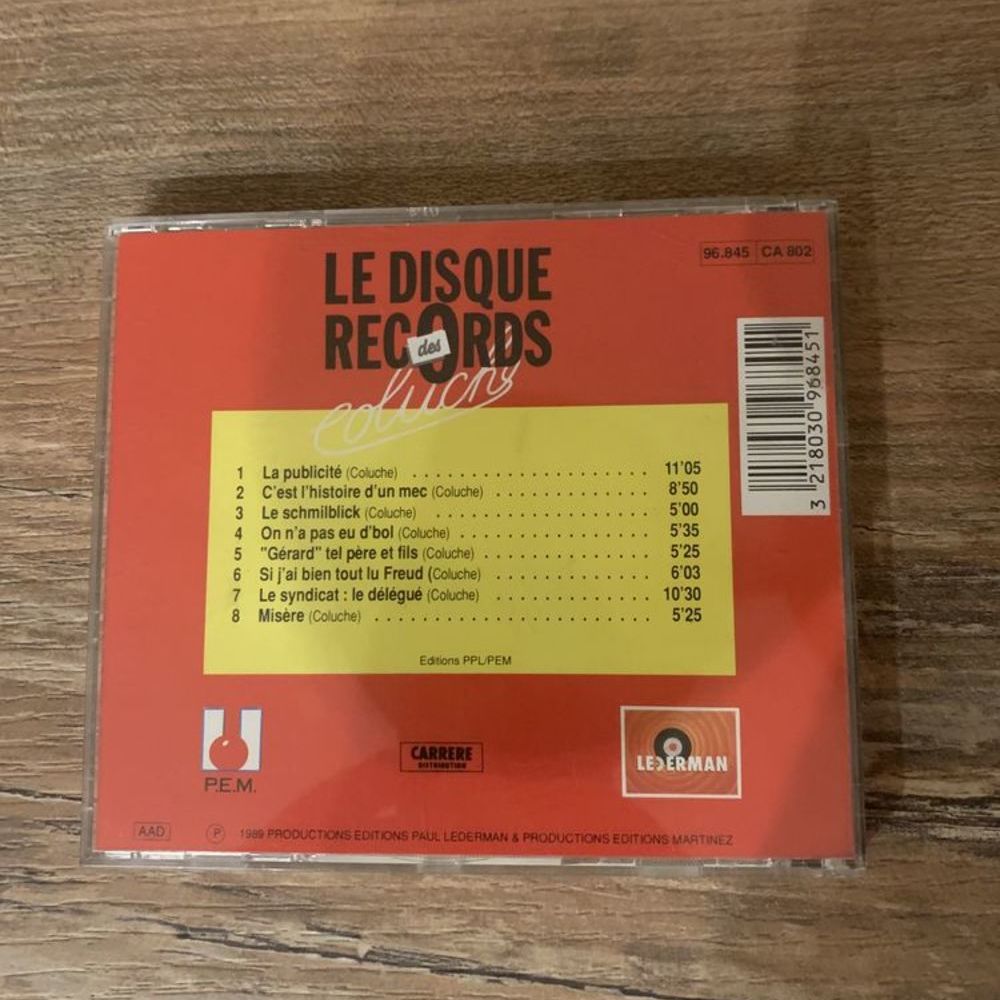 LE DISQUE
des
RECORDS
coluche
96.845 CA 802
3 218030 968451
1 La publicité (Coluche) . . . . . . . . . . . . . . . . . . . . . . 11'05
2 C'est l'histoire d'un mec (Coluche) . . . . . . . . . . . . . . 8'50
3 Le schmilblick (Coluche) . . . . . . . . . . . . . . . . . . . . 5'00
4 On n'a pas eu d'bol (Coluche) . . . . . . . . . . . . . . . . . 5'35
5 "Gérard" tel père et fils (Coluche) . . . . . . . . . . . . . . . 5'25
6 Si j'ai bien tout lu Freud (Coluche) . . . . . . . . . . . . . . 6'03
7 Le syndicat : le délégué (Coluche) . . . . . . . . . . . . . . 10'30
8 Misère (Coluche) . . . . . . . . . . . . . . . . . . . . . . . . . . 5'25
Editions PPL/PEM
P.E.M.
CARRERE
DISTRIBUTION
LEDERMAN
AAD
Ⓟ 1989 PRODUCTIONS EDITIONS PAUL LEDERMAN & PRODUCTIONS EDITIONS MARTINEZ